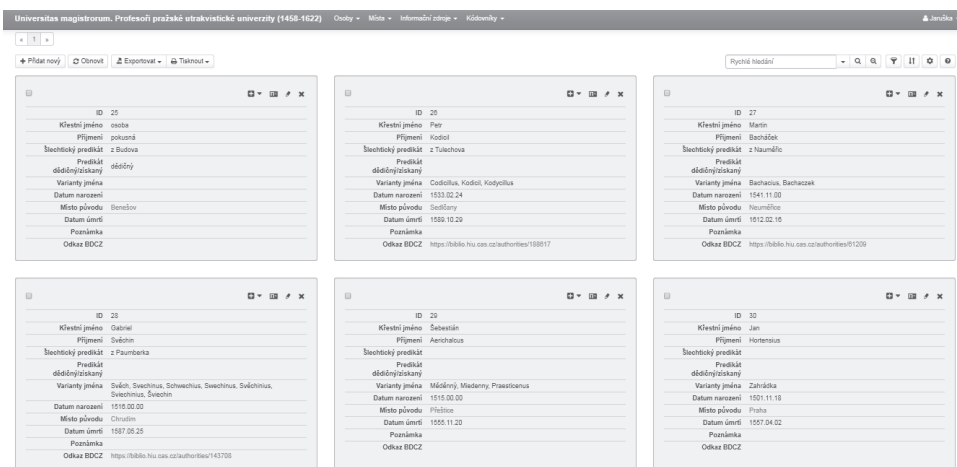 Universitas magistrorum. Profesoři pražské utrakvistické univerzity (1458-1622) Osoby Místa Informační zdroje Kódovníky Jaruška
« 1 »
Přidat nový Obnovit Exportovat Tisknout Rychlé hledání
ID 25
Křestní jméno osoba
Příjmení pokusná
Šlechtický predikát z Budova
Predikát
dědičný/získaný dědičný
Varianty jména
Datum narození
Místo původu Benešov
Datum úmrtí
Poznámka
Odkaz BDCZ
ID 26
Křestní jméno Petr
Příjmení Kodicil
Šlechtický predikát z Tulechova
Predikát
dědičný/získaný
Varianty jména Codicillus, Kodicil, Kodycillus
Datum narození 1533.02.24
Místo původu Sedlčany
Datum úmrtí 1589.10.29
Poznámka
Odkaz BDCZ https://biblio.hiu.cas.cz/authorities/188617
ID 27
Křestní jméno Martin
Příjmení Bacháček
Šlechtický predikát z Nauměřic
Predikát
dědičný/získaný
Varianty jména Bachacius, Bachaczek
Datum narození 1541.11.00
Místo původu Neuměřice
Datum úmrtí 1612.02.16
Poznámka
Odkaz BDCZ https://biblio.hiu.cas.cz/authorities/61209
ID 28
Křestní jméno Gabriel
Příjmení Svěchin
Šlechtický predikát z Paumberka
Predikát
dědičný/získaný
Varianty jména Svěch, Svechinus, Schwechius, Swechinus, Svěchinius,
Sviechinius, Šviechin
Datum narození 1516.00.00
Místo původu Chrudim
Datum úmrtí 1587.05.25
Poznámka
Odkaz BDCZ https://biblio.hiu.cas.cz/authorities/143708
ID 29
Křestní jméno Šebestián
Příjmení Aerichalcus
Šlechtický predikát
Predikát
dědičný/získaný
Varianty jména Měděnný, Miedenny, Praesticenus
Datum narození 1515.00.00
Místo původu Přeštice
Datum úmrtí 1555.11.20
Poznámka
Odkaz BDCZ
ID 30
Křestní jméno Jan
Příjmení Hortensius
Šlechtický predikát
Predikát
dědičný/získaný
Varianty jména Zahrádka
Datum narození 1501.11.18
Místo původu Praha
Datum úmrtí 1557.04.02
Poznámka
Odkaz BDCZ